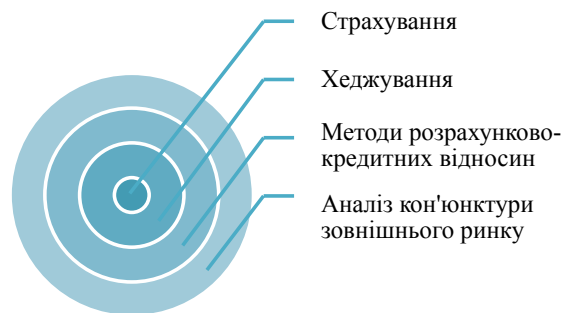 Страхування
Хеджування
Методи розрахунково-
кредитних відносин
Аналіз кон'юнктури
зовнішнього ринку